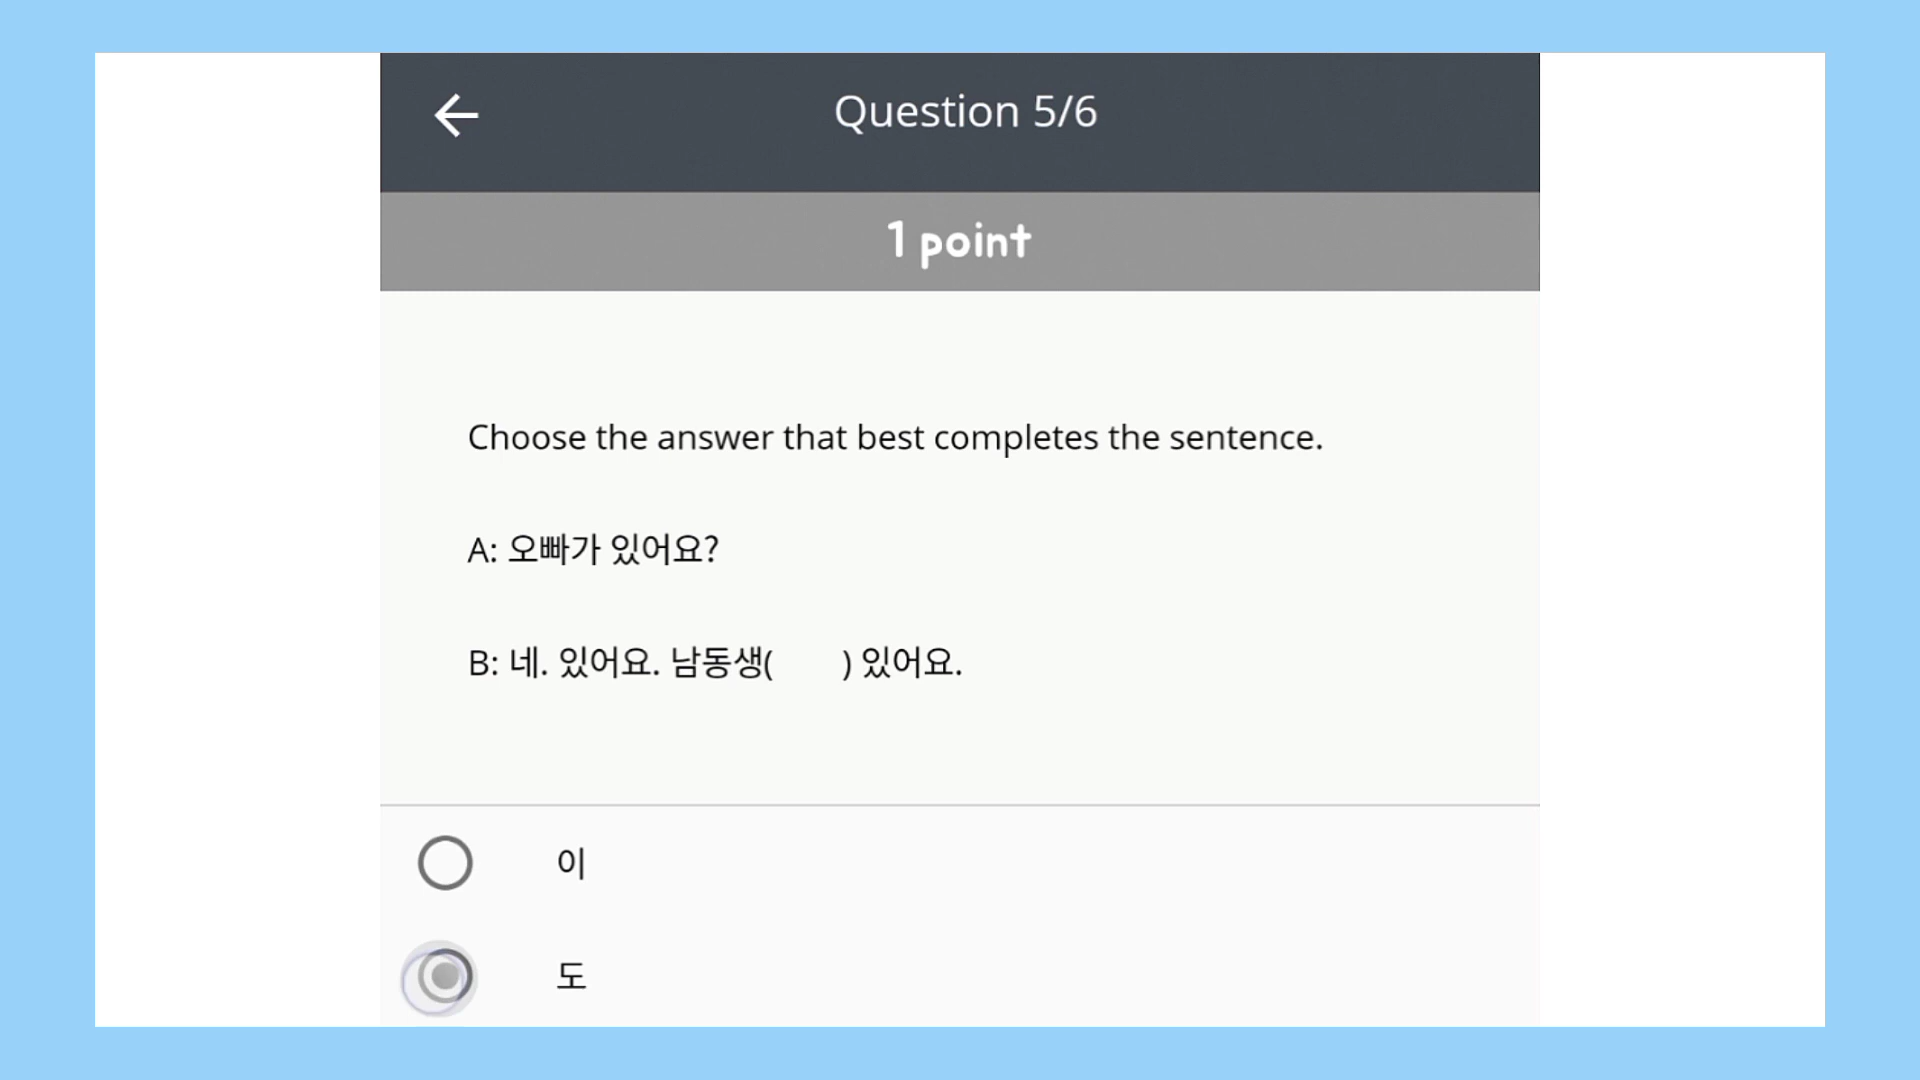 Question 5/6
1 point
Choose the answer that best completes the sentence.
A: 오빠가 있어요?
B: 네. 있어요. 남동생(      ) 있어요.
이
도